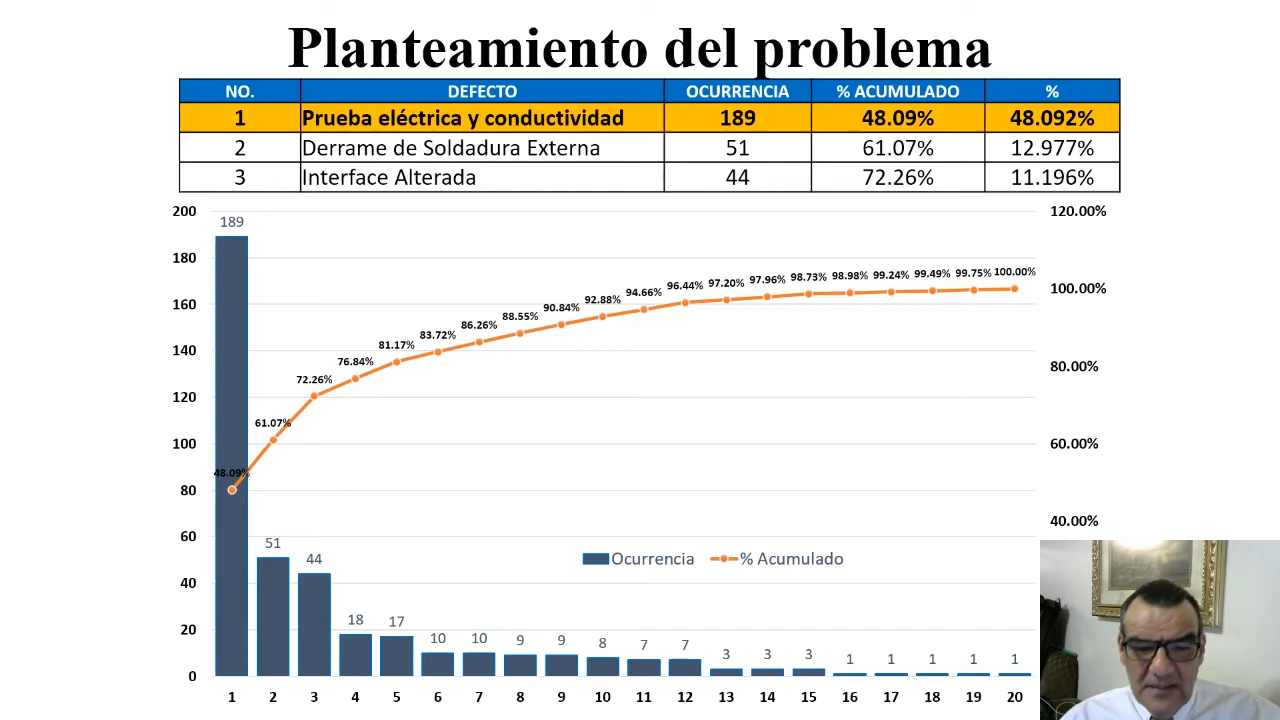 Planteamiento del problema
NO. DEFECTO OCURRENCIA % ACUMULADO %
1 Prueba eléctrica y conductividad 189 48.09% 48.092%
2 Derrame de Soldadura Externa 51 61.07% 12.977%
3 Interface Alterada 44 72.26% 11.196%
200 189 120.00%
180
98.73% 98.98% 99.24% 99.49% 99.75% 100.00%
96.44% 97.20% 97.96%
94.66%
92.88%
90.84%
88.55%
86.26%
83.72%
81.17%
76.84%
72.26%
61.07%
48.09%
100.00%
160
140
80.00%
120
100 60.00%
80
40.00%
60
51
44
Ocurrencia % Acumulado
40
20
18 17 10 10 9 9 8 7 7 3 3 3 1 1 1 1 1
0
1 2 3 4 5 6 7 8 9 10 11 12 13 14 15 16 17 18 19 20